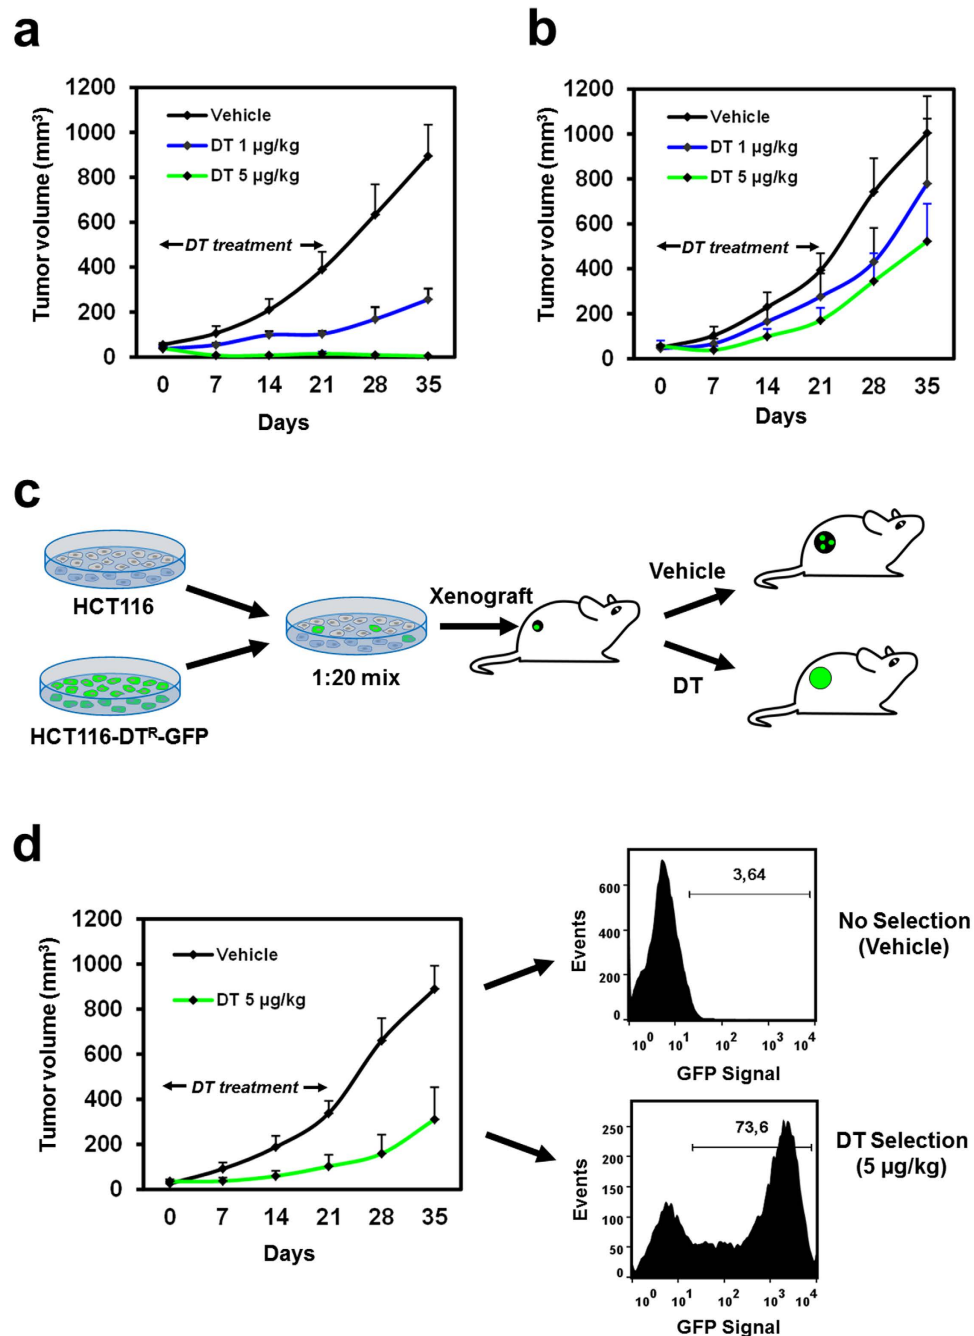 a
1200
1000
800
600
400
200
0
Tumor volume (mm³)
Vehicle
DT 1 µg/kg
DT 5 µg/kg
DT treatment
0 7 14 21 28 35
Days
b
1200
1000
800
600
400
200
0
Tumor volume (mm³)
Vehicle
DT 1 µg/kg
DT 5 µg/kg
DT treatment
0 7 14 21 28 35
Days
c
HCT116
HCT116-DTᴿ-GFP
1:20 mix
Xenograft
Vehicle
DT
d
1200
1000
800
600
400
200
0
Tumor volume (mm³)
Vehicle
DT 5 µg/kg
DT treatment
0 7 14 21 28 35
Days
600
400
200
0
Events
3,64
10⁰ 10¹ 10² 10³ 10⁴
GFP Signal
No Selection
(Vehicle)
250
200
150
100
50
0
Events
73,6
10⁰ 10¹ 10² 10³ 10⁴
GFP Signal
DT Selection
(5 µg/kg)